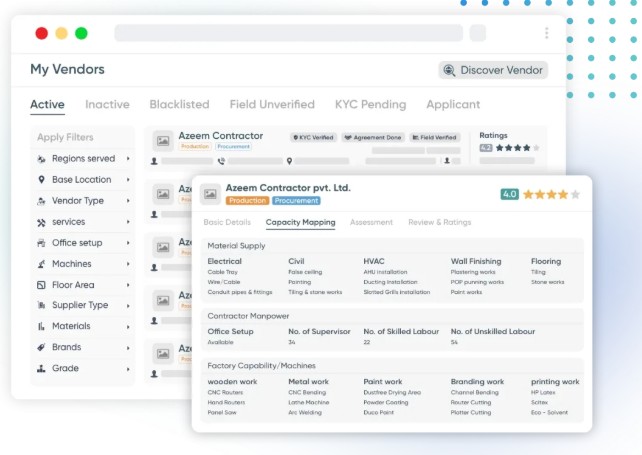 My Vendors
Discover Vendor
Active Inactive Blacklisted Field Unverified KYC Pending Applicant
Apply Filters
Regions served
Base Location
Vendor Type
services
Office setup
Machines
Floor Area
Supplier Type
Materials
Brands
Grade
Azeem Contractor
Production Procurement
KYC Verified Agreement Done Field Verified
Ratings
4.2
Aze
Aze
Aze
Aze
Azeem Contractor pvt. Ltd.
Production Procurement
4.0
Basic Details Capacity Mapping Assessment Review & Ratings
Material Supply
Electrical Civil HVAC Wall Finishing Flooring
Cable Tray False ceiling AHU installation Plastering works Tiling
Wire/Cable Painting Ducting installation POP punning works Stone works
Conduit pipes & fittings Tiling & stone works Slotted Grills installation Paint works
Contractor Manpower
Office Setup No. of Supervisor No. of Skilled Labour No. of Unskilled Labour
Available 34 22 54
Factory Capability/Machines
wooden work Metal work Paint work Branding work printing work
CNC Routers CNC Bending Dustfree Drying Area Channel Bending HP Latex
Hand Routers Lathe Machine Powder Coating Router Cutting Scitex
Panel Saw Arc Welding Duco Paint Plotter Cutting Eco - Solvent